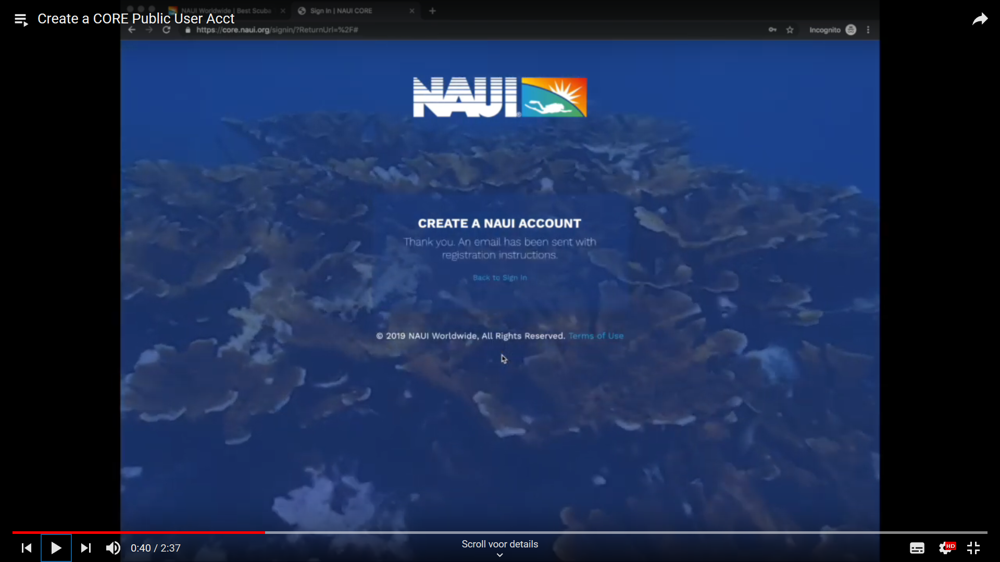 NAUI Worldwide | Best Scuba
Sign In | NAUI CORE
Create a CORE Public User Acct
https://core.naui.org/signin/?ReturnUrl=%2F#
Incognito
NAUI®
CREATE A NAUI ACCOUNT
Thank you. An email has been sent with
registration instructions.
Back to Sign In
© 2019 NAUI Worldwide, All Rights Reserved. Terms of Use
0:40 / 2:37
Scroll voor details
HD